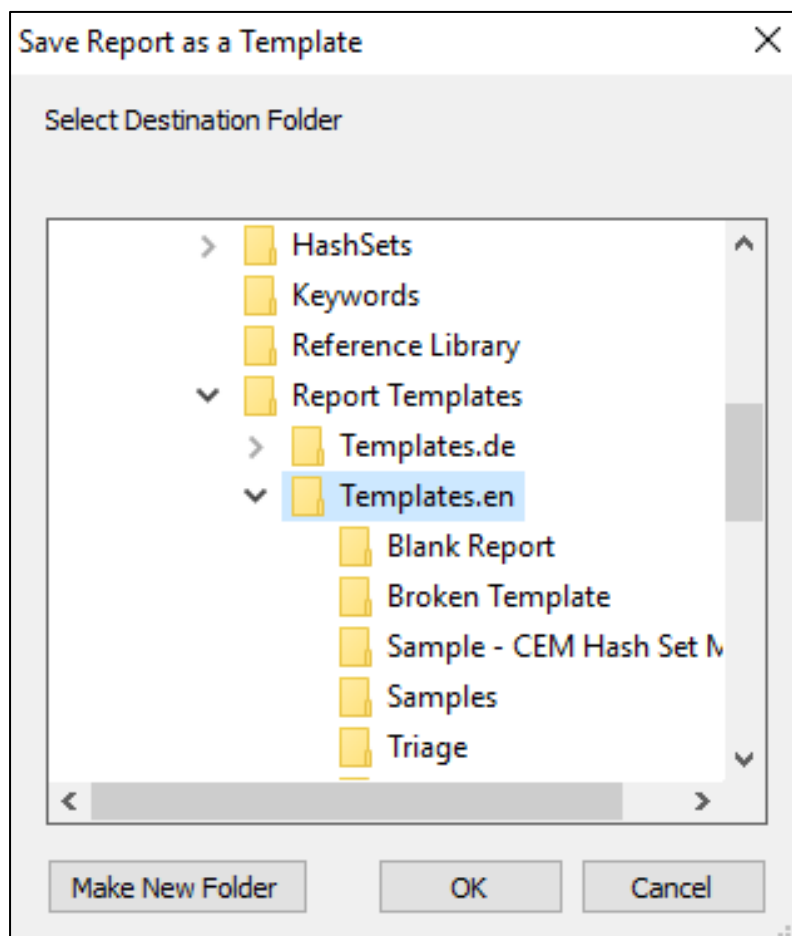 Save Report as a Template
Select Destination Folder
HashSets
Keywords
Reference Library
Report Templates
Templates.de
Templates.en
Blank Report
Broken Template
Sample - CEM Hash Set
Samples
Triage
Make New Folder
OK
Cancel